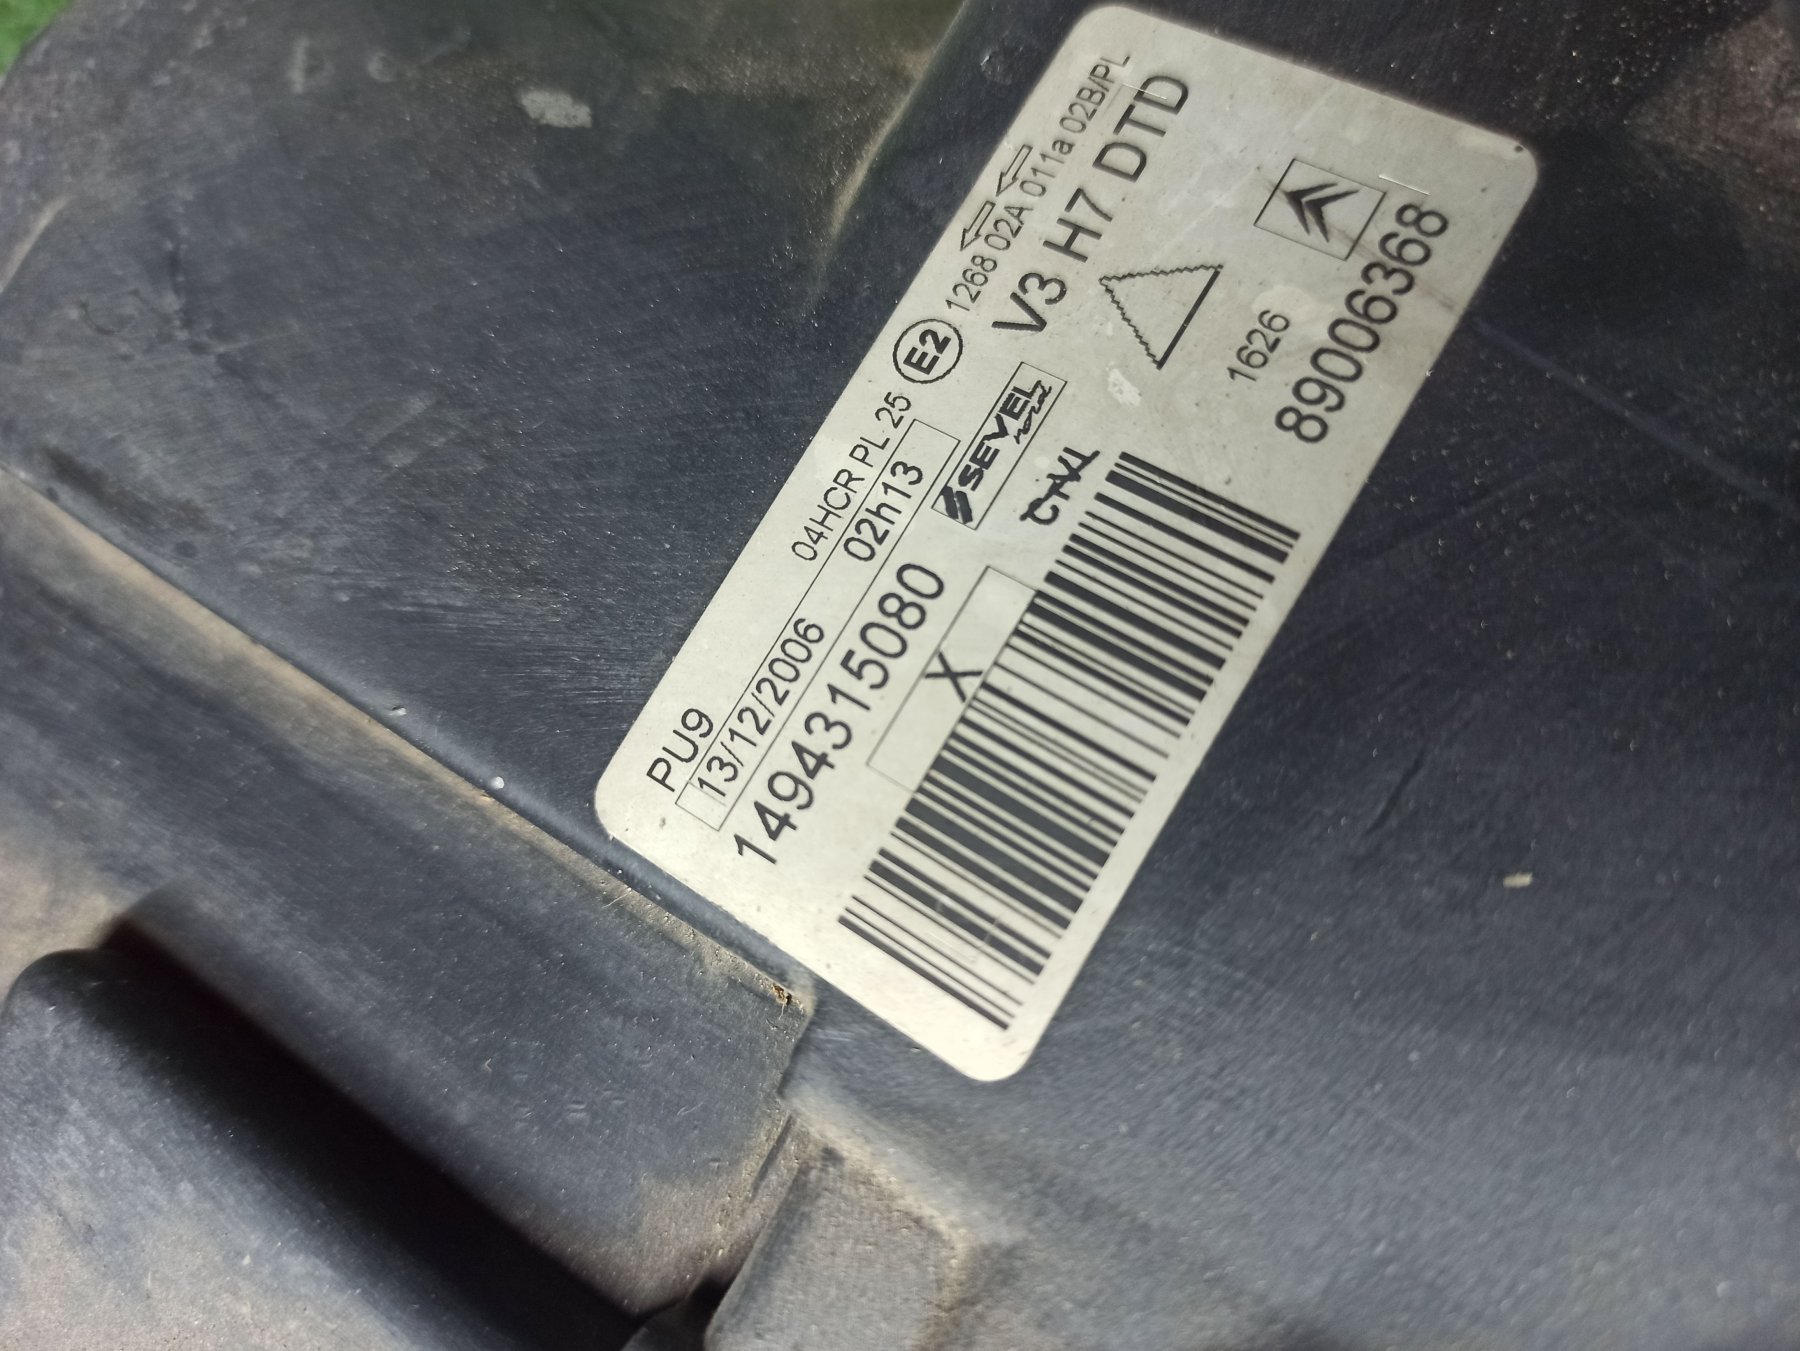 PU9 04HCR PL 25 E2 1268 02A 011a 02B/PL
13/12/2006 02h13
V3 H7 DTD
1494315080
SEVEL nord
X
1626
89006368